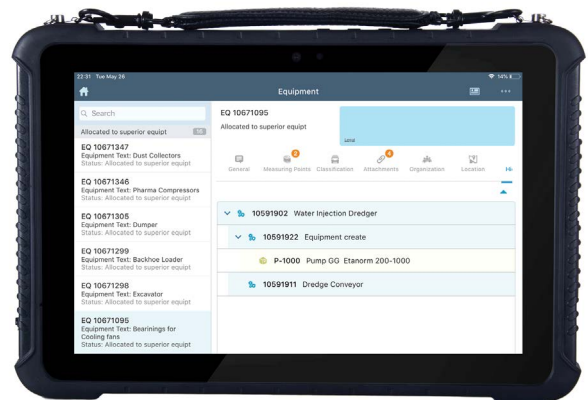 22:31 Tue May 26
14%
Equipment
Search
Allocated to superior equipt 16
EQ 10671347
Equipment Text: Dust Collectors
Status: Allocated to superior equipt
EQ 10671346
Equipment Text: Pharma Compressors
Status: Allocated to superior equipt
EQ 10671305
Equipment Text: Dumper
Status: Allocated to superior equipt
EQ 10671299
Equipment Text: Backhoe Loader
Status: Allocated to superior equipt
EQ 10671298
Equipment Text: Excavator
Status: Allocated to superior equipt
EQ 10671095
Equipment Text: Bearinings for
Cooling fans
Status: Allocated to superior equipt
EQ 10671095
Allocated to superior equipt
2 4
General Measuring Points Classification Attachments Organization Location Hi
10591902 Water Injection Dredger
10591922 Equipment create
P-1000 Pump GG Etanorm 200-1000
10591911 Dredge Conveyor